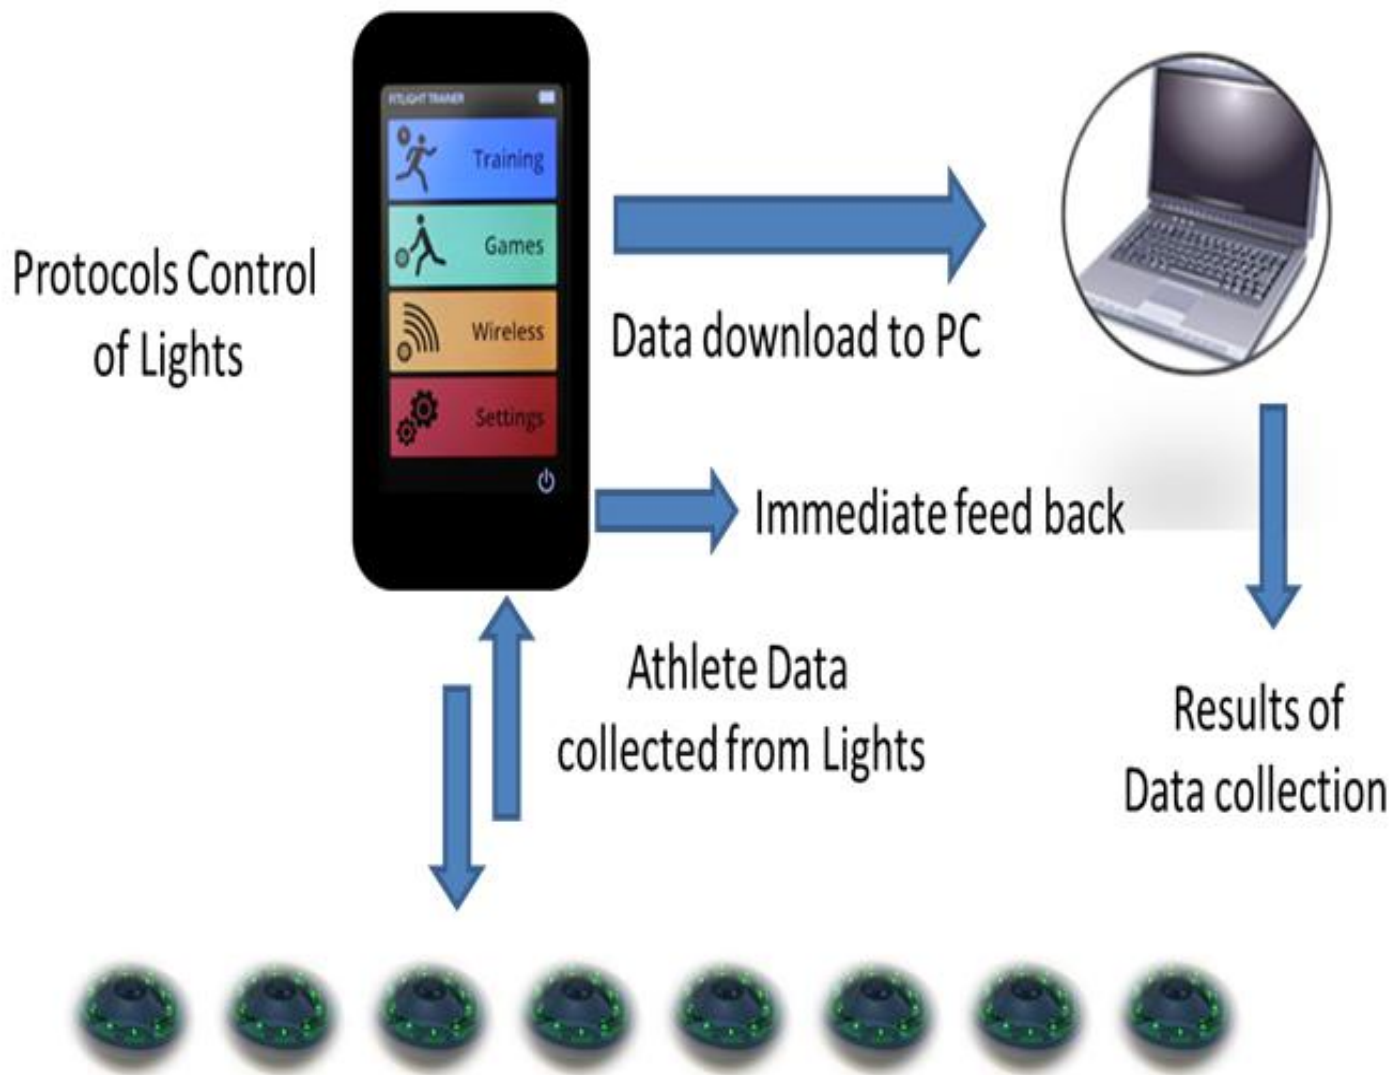 FITLIGHT TRAINER
Training
Games
Wireless
Settings
Protocols Control
of Lights
Data download to PC
Immediate feed back
Athlete Data
collected from Lights
Results of
Data collection